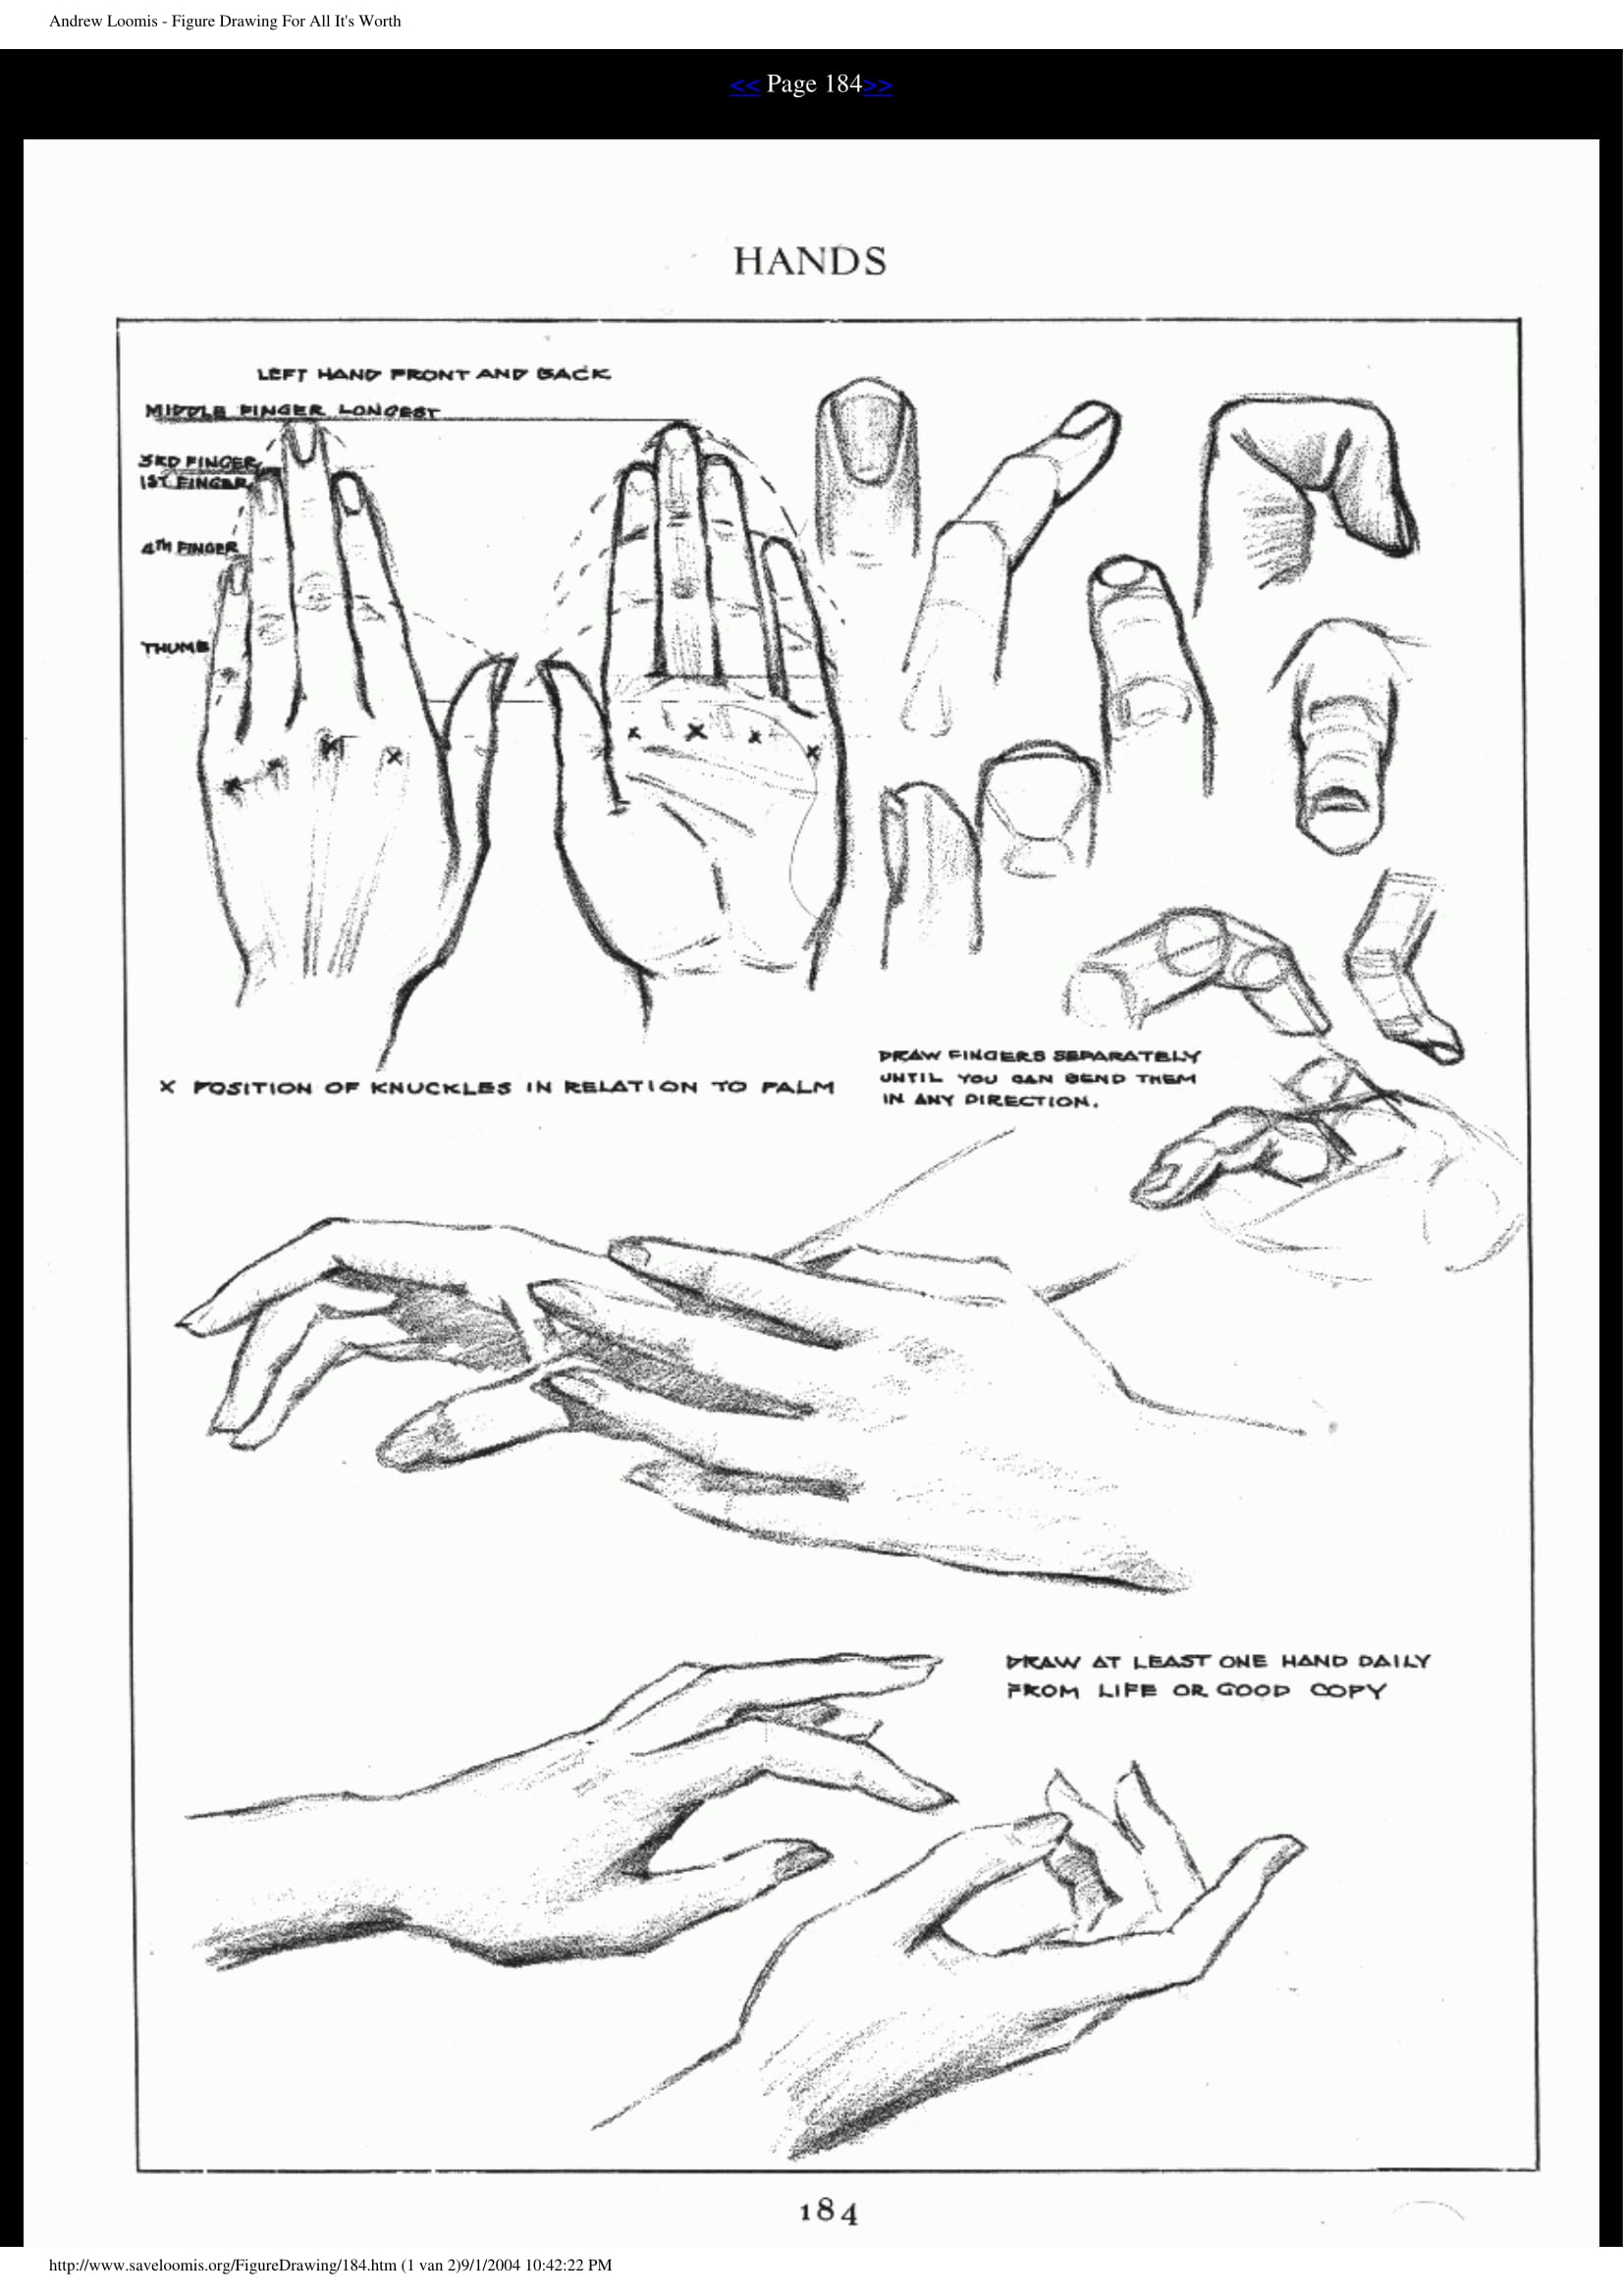 Andrew Loomis - Figure Drawing For All It's Worth
<< Page 184>>
HANDS
LEFT HAND FRONT AND BACK
MIDDLE FINGER LONGEST
3RD FINGER
1ST FINGER
4TH FINGER
THUMB
X POSITION OF KNUCKLES IN RELATION TO PALM
DRAW FINGERS SEPARATELY
UNTIL YOU CAN BEND THEM
IN ANY DIRECTION.
DRAW AT LEAST ONE HAND DAILY
FROM LIFE OR GOOD COPY
184
http://www.saveloomis.org/FigureDrawing/184.htm (1 van 2)9/1/2004 10:42:22 PM